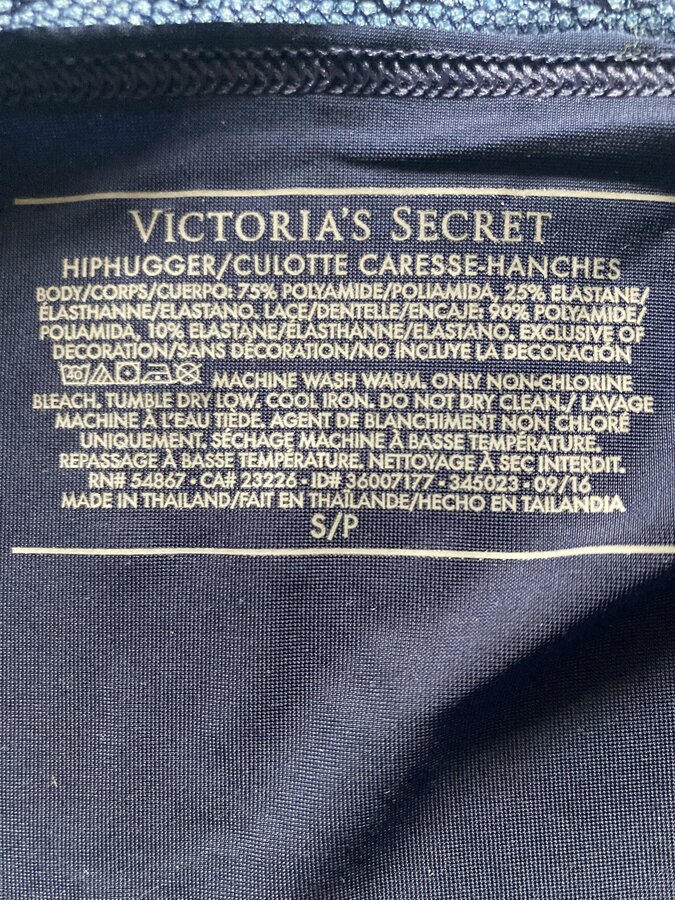 VICTORIA'S SECRET
HIPHUGGER/CULOTTE CARESSE-HANCHES
BODY/CORPS/CUERPO: 75% POLYAMIDE/POLIAMIDA, 25% ELASTANE/
ÉLASTHANNE/ELASTANO. LACE/DENTELLE/ENCAJE: 90% POLYAMIDE/
POLIAMIDA, 10% ELASTANE/ÉLASTHANNE/ELASTANO. EXCLUSIVE OF
DECORATION/SANS DÉCORATION/NO INCLUYE LA DECORACIÓN
40 MACHINE WASH WARM. ONLY NON-CHLORINE
BLEACH. TUMBLE DRY LOW. COOL IRON. DO NOT DRY CLEAN/ LAVAGE
MACHINE À L'EAU TIÈDE. AGENT DE BLANCHIMENT NON CHLORÉ
UNIQUEMENT. SÉCHAGE MACHINE À BASSE TEMPÉRATURE.
REPASSAGE À BASSE TEMPÉRATURE. NETTOYAGE À SEC INTERDIT.
RN# 54867 • CA# 23226 • ID# 36007177 • 345023 • 09/16
MADE IN THAILAND/FAIT EN THAÏLANDE/HECHO EN TAILANDIA
S/P